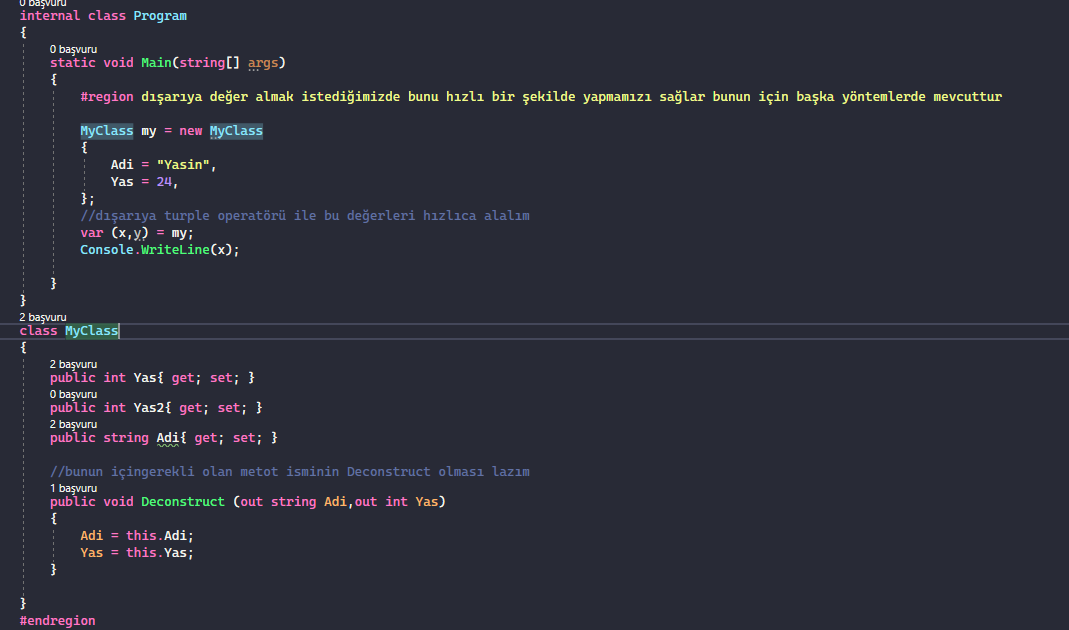 0 başvuru
internal class Program
{
0 başvuru
static void Main(string[] args)
{
#region dışarıya değer almak istediğimizde bunu hızlı bir şekilde yapmamızı sağlar bunun için başka yöntemlerde mevcuttur
MyClass my = new MyClass
{
Adi = "Yasin",
Yas = 24,
};
//dışarıya turple operatörü ile bu değerleri hızlıca alalım
var (x,y) = my;
Console.WriteLine(x);
}
}
2 başvuru
class MyClass
{
2 başvuru
public int Yas{ get; set; }
0 başvuru
public int Yas2{ get; set; }
2 başvuru
public string Adi{ get; set; }
//bunun içingerekli olan metot isminin Deconstruct olması lazım
1 başvuru
public void Deconstruct (out string Adi,out int Yas)
{
Adi = this.Adi;
Yas = this.Yas;
}
}
#endregion